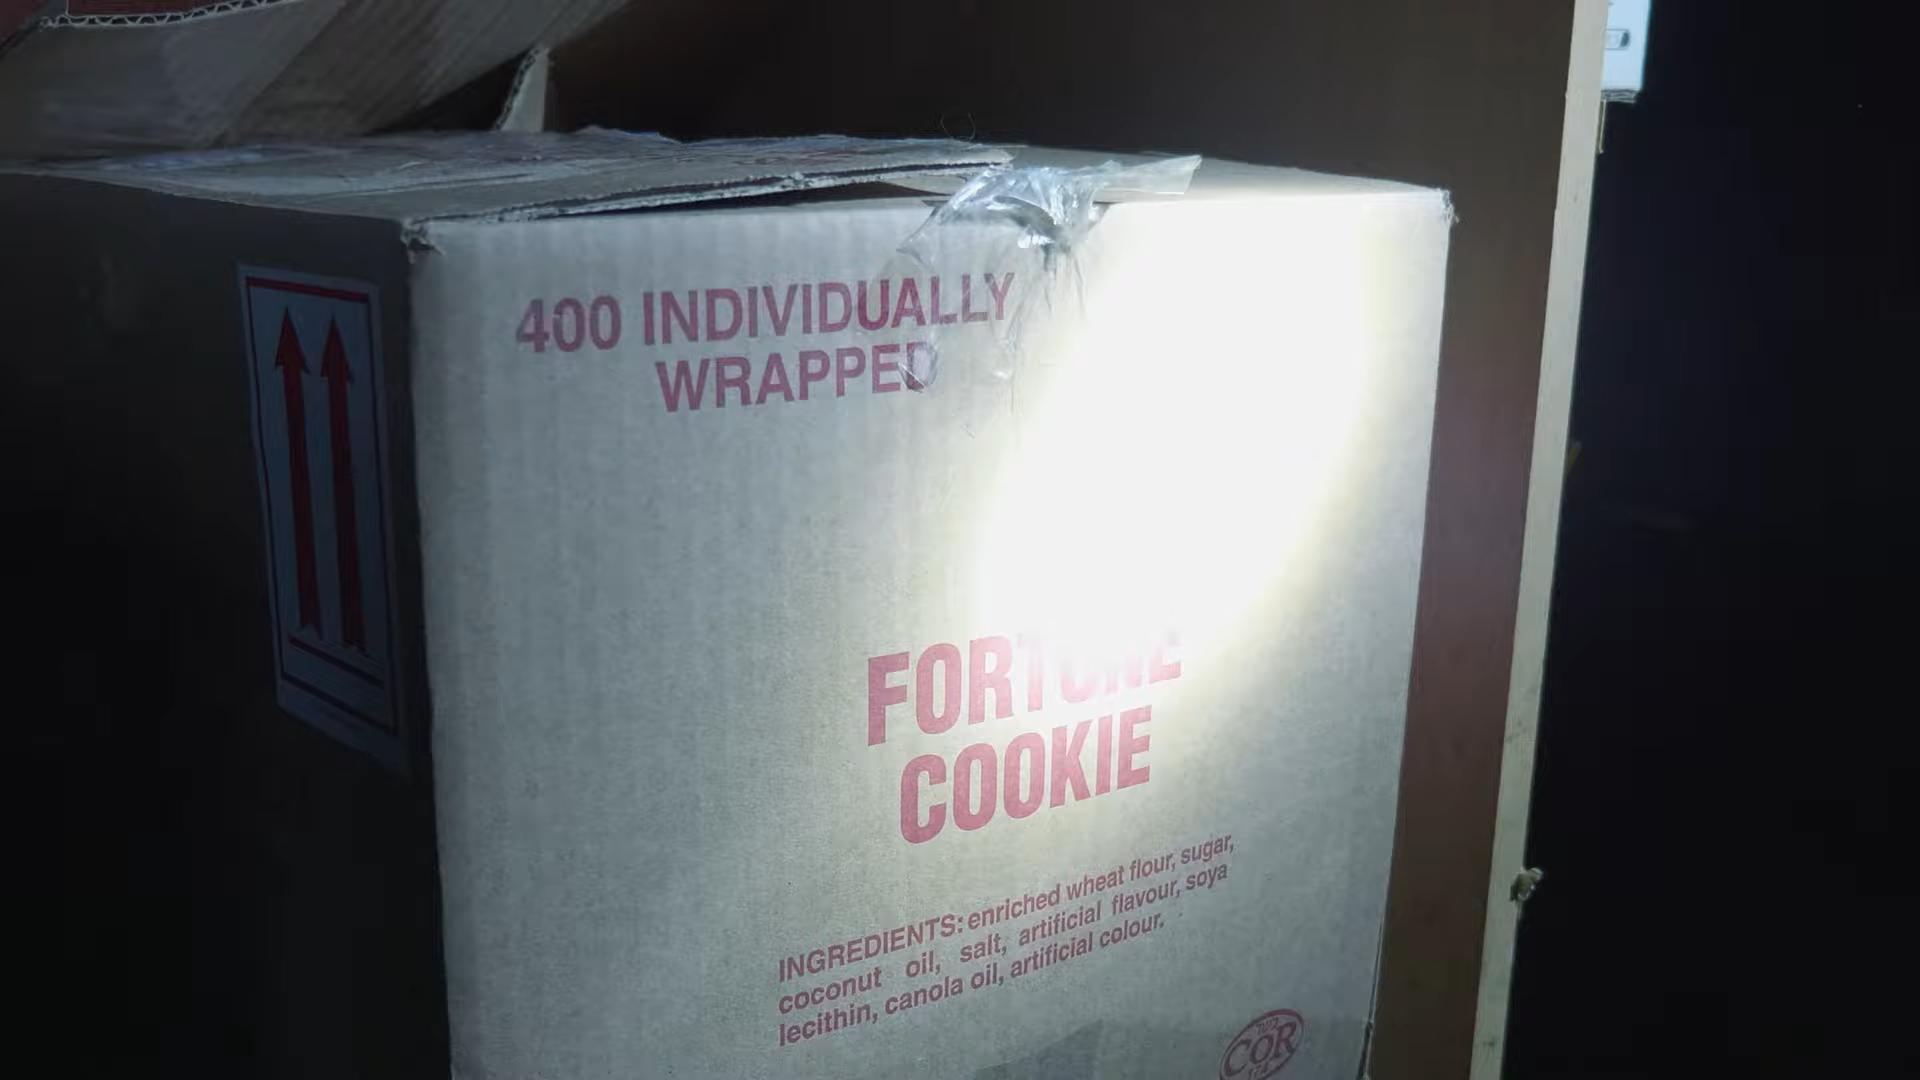 400 INDIVIDUALLY
WRAPPED
FORTUNE
COOKIE
INGREDIENTS: enriched wheat flour, sugar,
coconut oil, salt, artificial flavour, soya
lecithin, canola oil, artificial colour.
COR